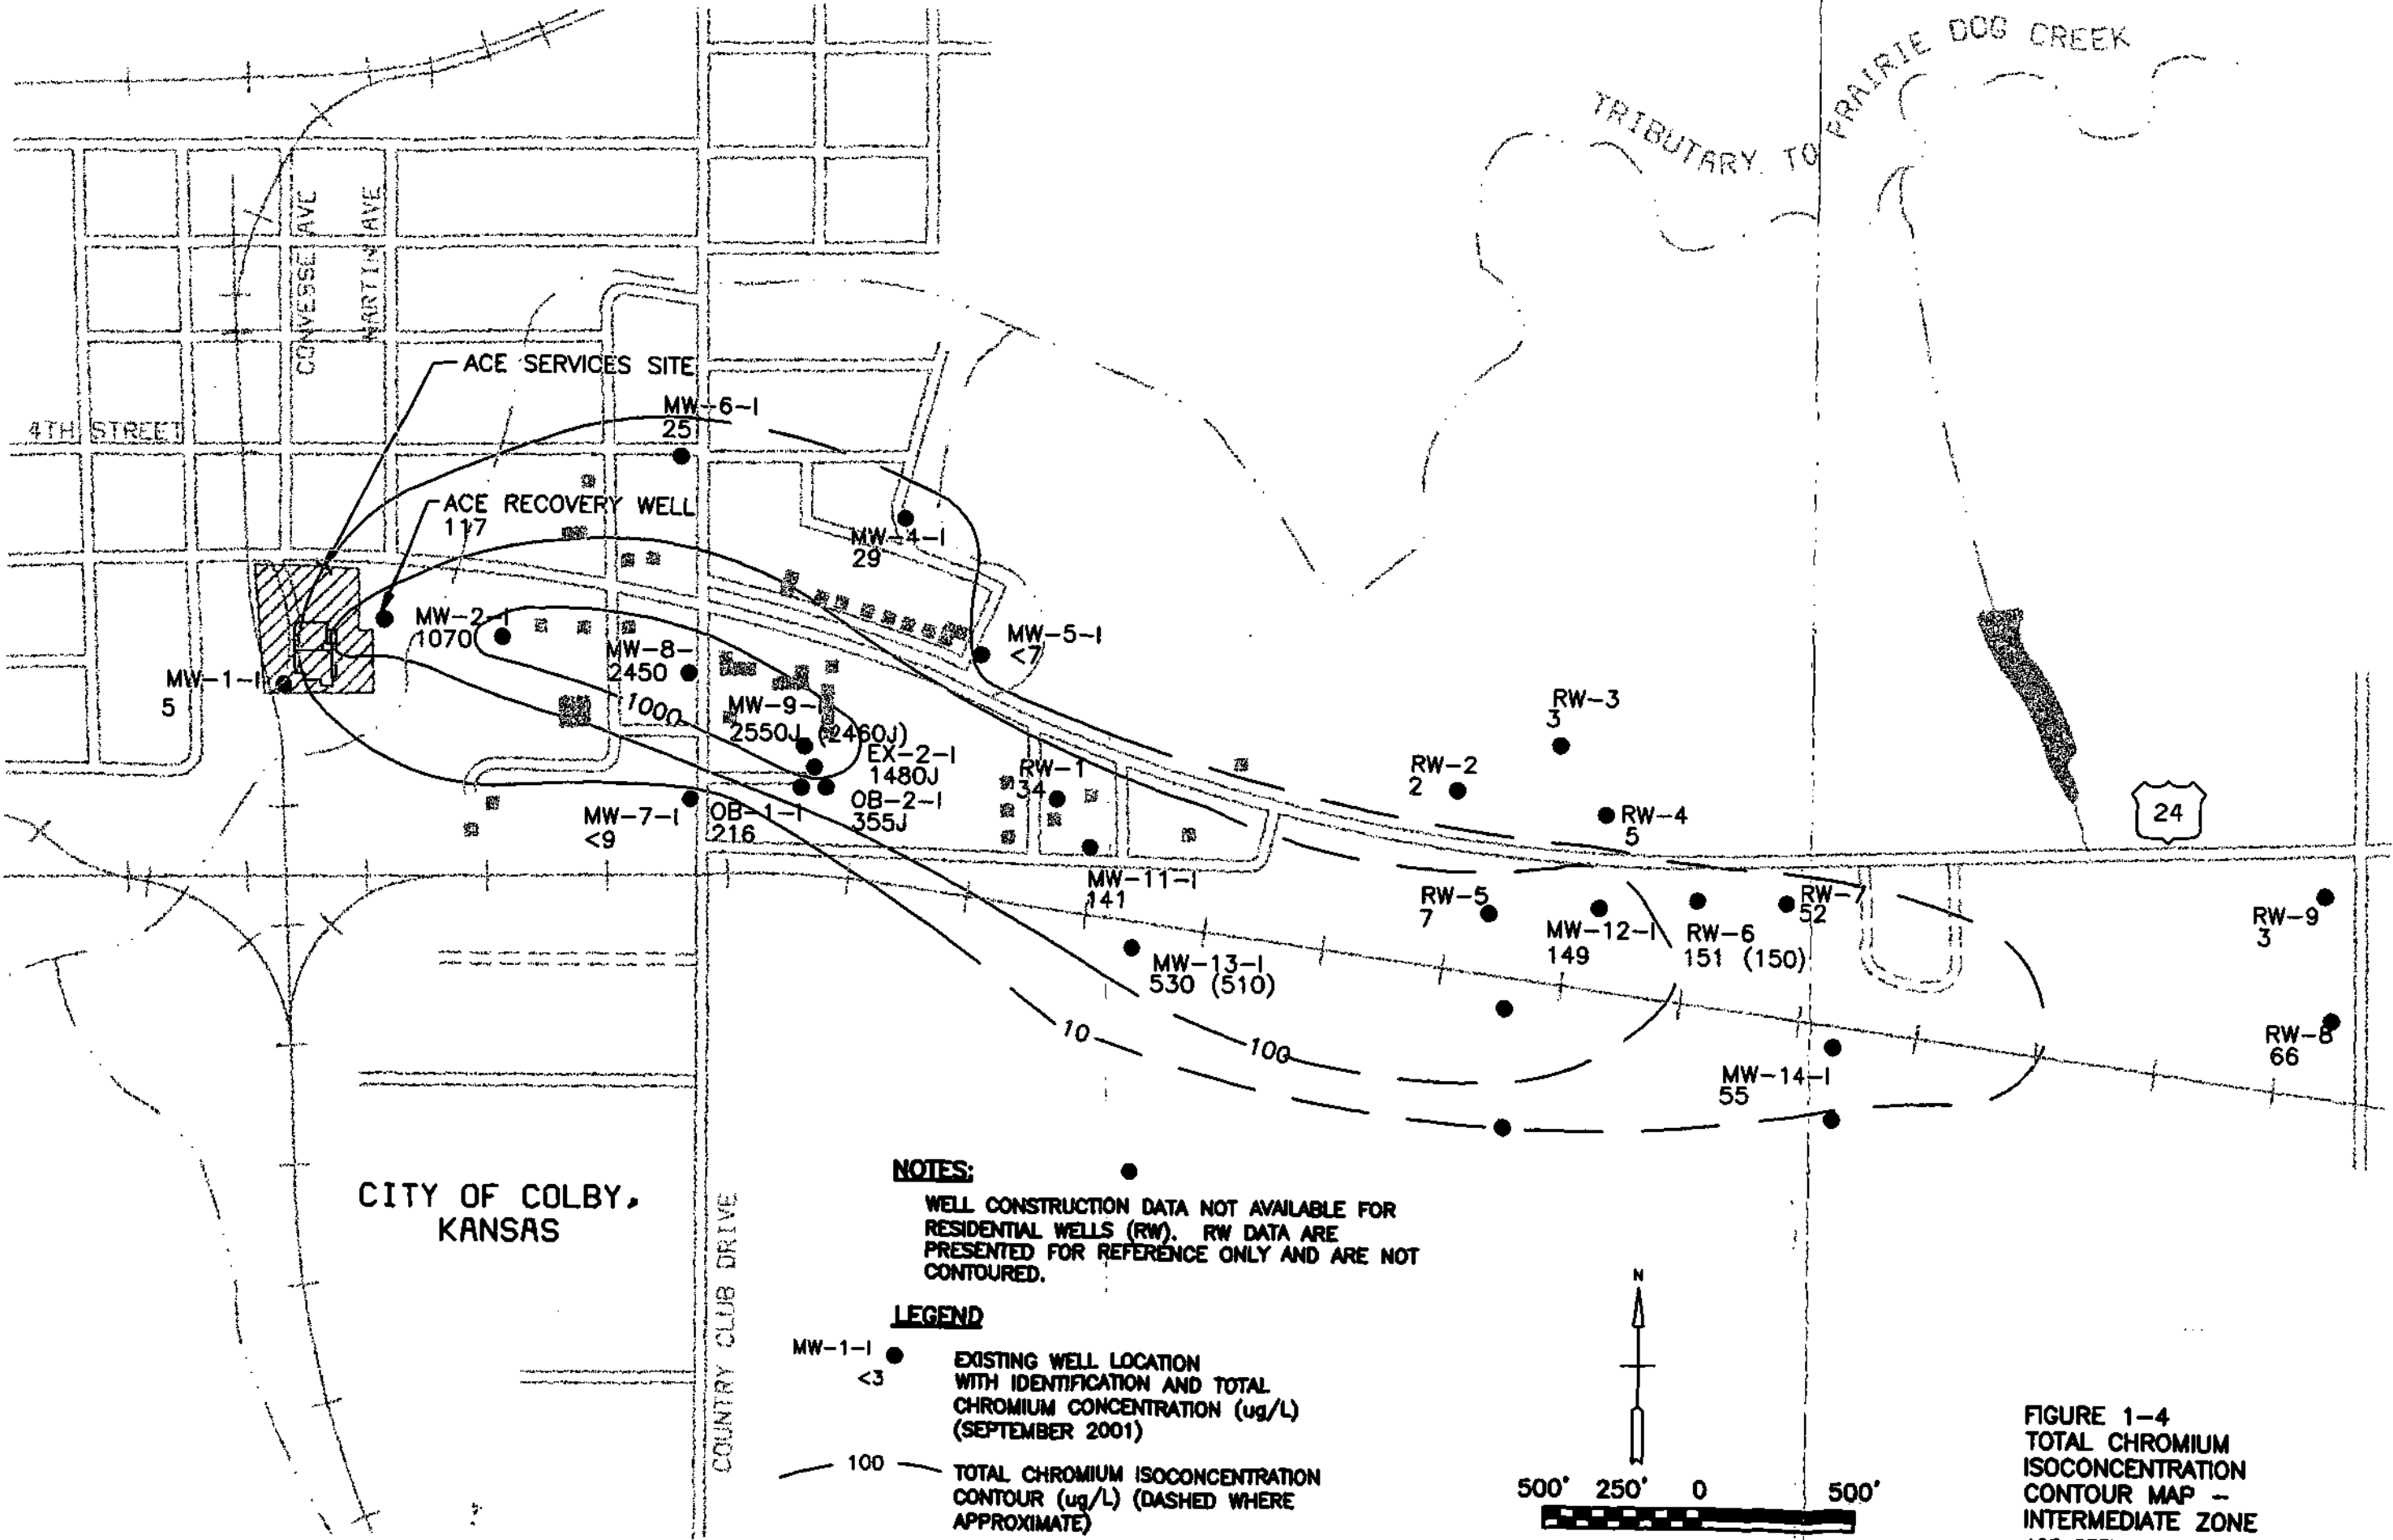 PRAIRIE DOG CREEK
TRIBUTARY TO
CONVESSE AVE
MARTIN AVE
ACE SERVICES SITE
MW-6-I
25
4TH STREET
ACE RECOVERY WELL
117
MW-4-I
29
MW-2-I
1070
MW-5-I
<7
MW-8-
2450
MW-1-I
5
1000
MW-9-I
2550J (2460J)
EX-2-I
1480J
RW-3
3
RW-2
2
RW-1
34
OB-2-I
355J
OB-1-I
216
MW-7-I
<9
RW-4
5
24
MW-11-I
141
RW-5
7
MW-12-I
149
RW-6
151 (150)
RW-7
52
RW-9
3
MW-13-I
530 (510)
10
100
RW-8
66
MW-14-I
55
CITY OF COLBY,
KANSAS
COUNTRY CLUB DRIVE
NOTES:
WELL CONSTRUCTION DATA NOT AVAILABLE FOR
RESIDENTIAL WELLS (RW). RW DATA ARE
PRESENTED FOR REFERENCE ONLY AND ARE NOT
CONTOURED.
LEGEND
MW-1-I
<3
EXISTING WELL LOCATION
WITH IDENTIFICATION AND TOTAL
CHROMIUM CONCENTRATION (ug/L)
(SEPTEMBER 2001)
100
TOTAL CHROMIUM ISOCONCENTRATION
CONTOUR (ug/L) (DASHED WHERE
APPROXIMATE)
N
500' 250' 0 500'
FIGURE 1-4
TOTAL CHROMIUM
ISOCONCENTRATION
CONTOUR MAP -
INTERMEDIATE ZONE